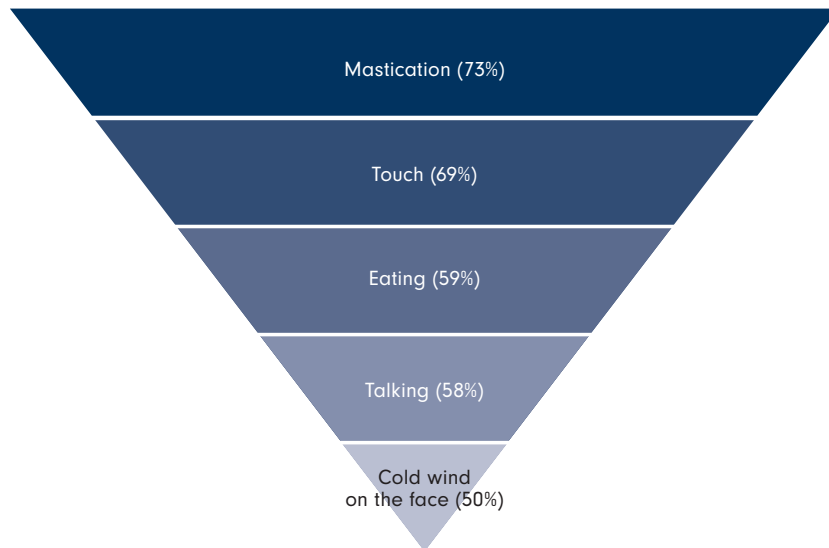 Mastication (73%)
Touch (69%)
Eating (59%)
Talking (58%)
Cold wind
on the face (50%)